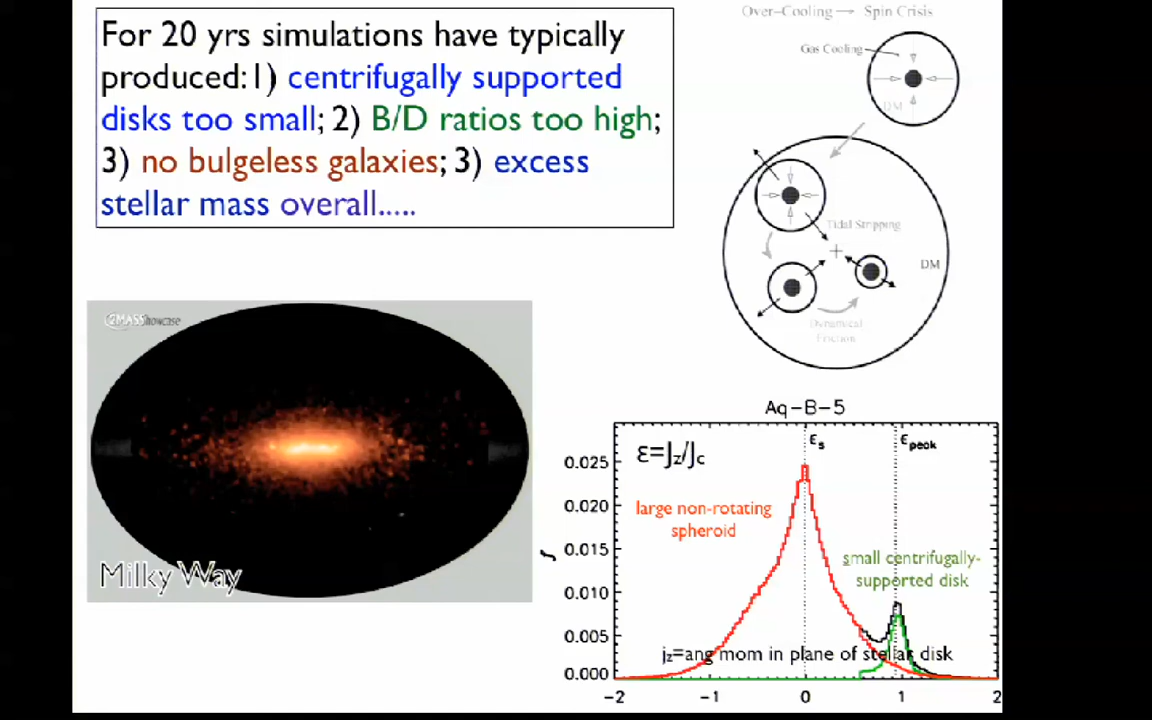 For 20 yrs simulations have typically
produced:1) centrifugally supported
disks too small; 2) B/D ratios too high;
3) no bulgeless galaxies; 3) excess
stellar mass overall.....
Over-Cooling → Spin Crisis
Gas Cooling
DM
Tidal Stripping
+
DM
Dynamical
Friction
2MASS Showcase
Milky Way
Aq-B-5
ε=Jz/Jc
εs
εpeak
large non-rotating
spheroid
small centrifugally-
supported disk
jz=ang mom in plane of stellar disk
f
0.025
0.020
0.015
0.010
0.005
0.000
-2 -1 0 1 2